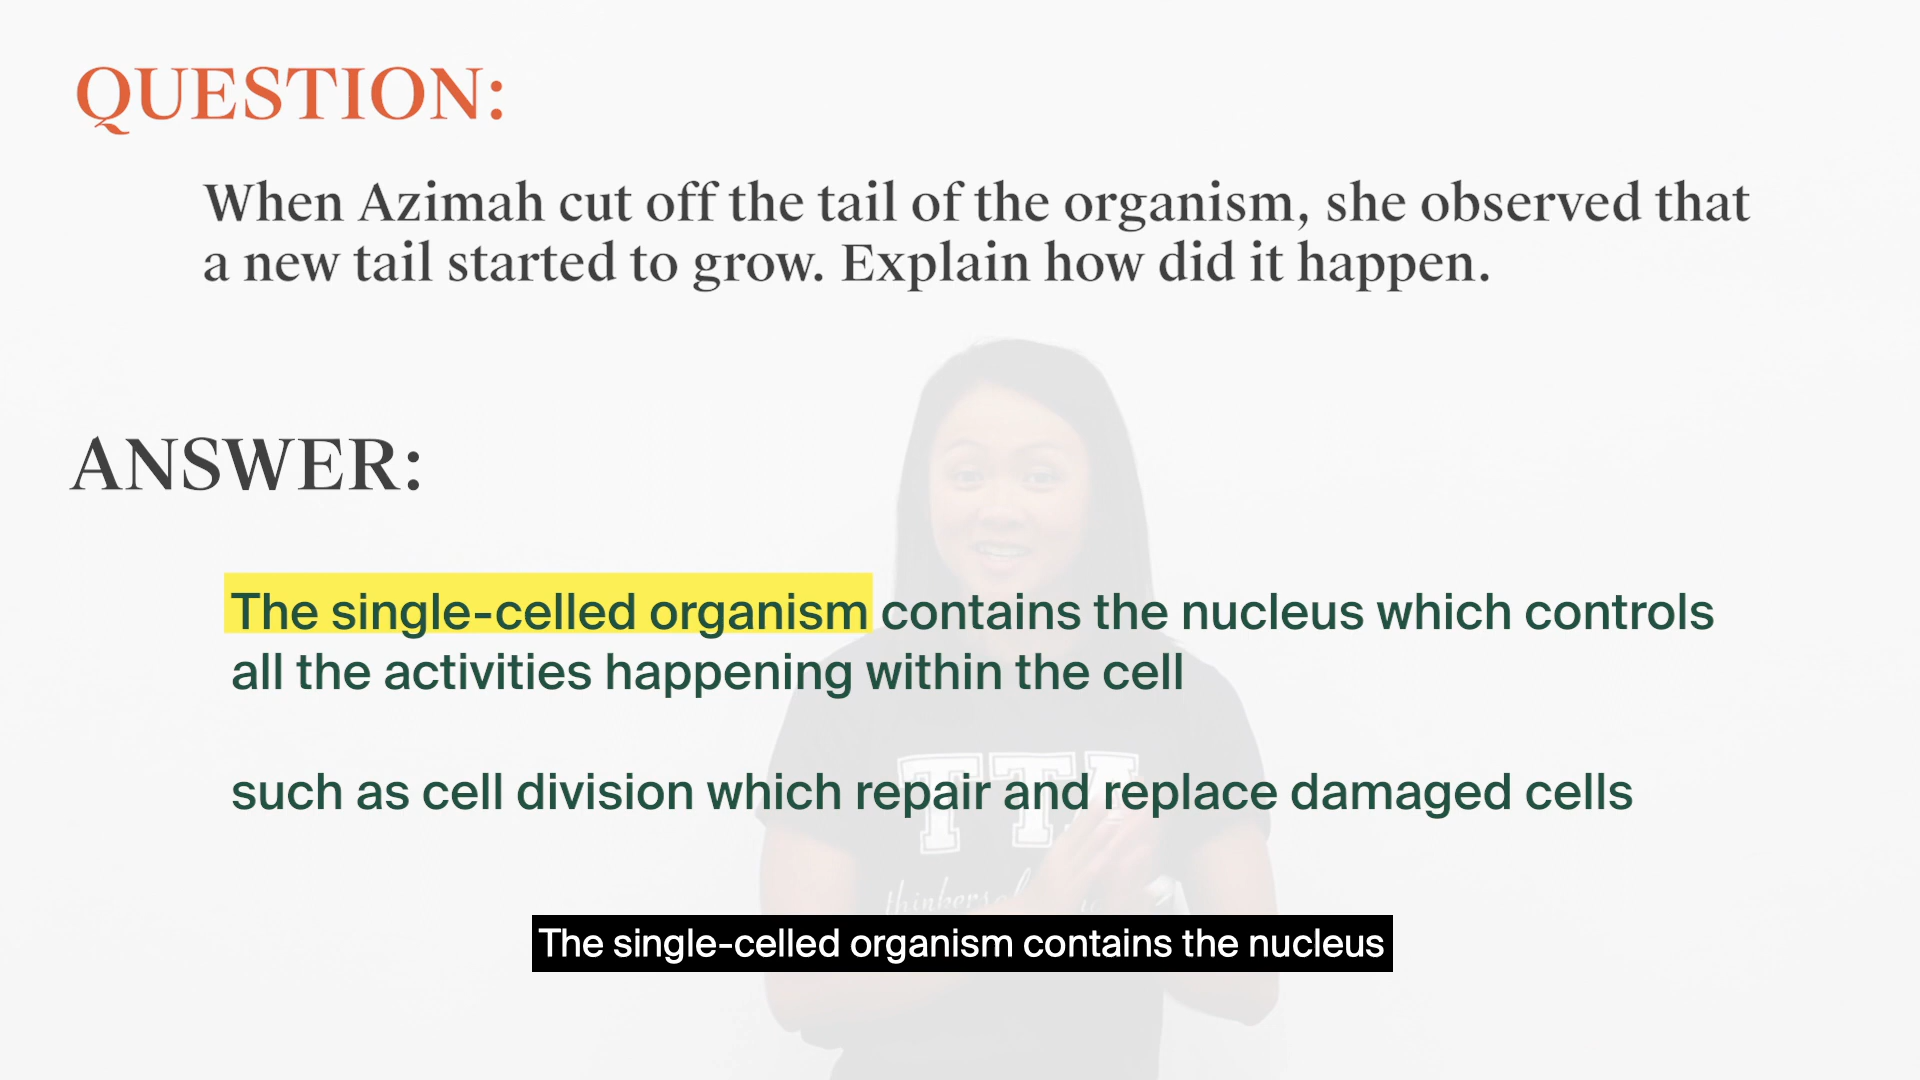 QUESTION:
When Azimah cut off the tail of the organism, she observed that
a new tail started to grow. Explain how did it happen.
ANSWER:
The single-celled organism contains the nucleus which controls
all the activities happening within the cell
such as cell division which repair and replace damaged cells
TTA
The single-celled organism contains the nucleus